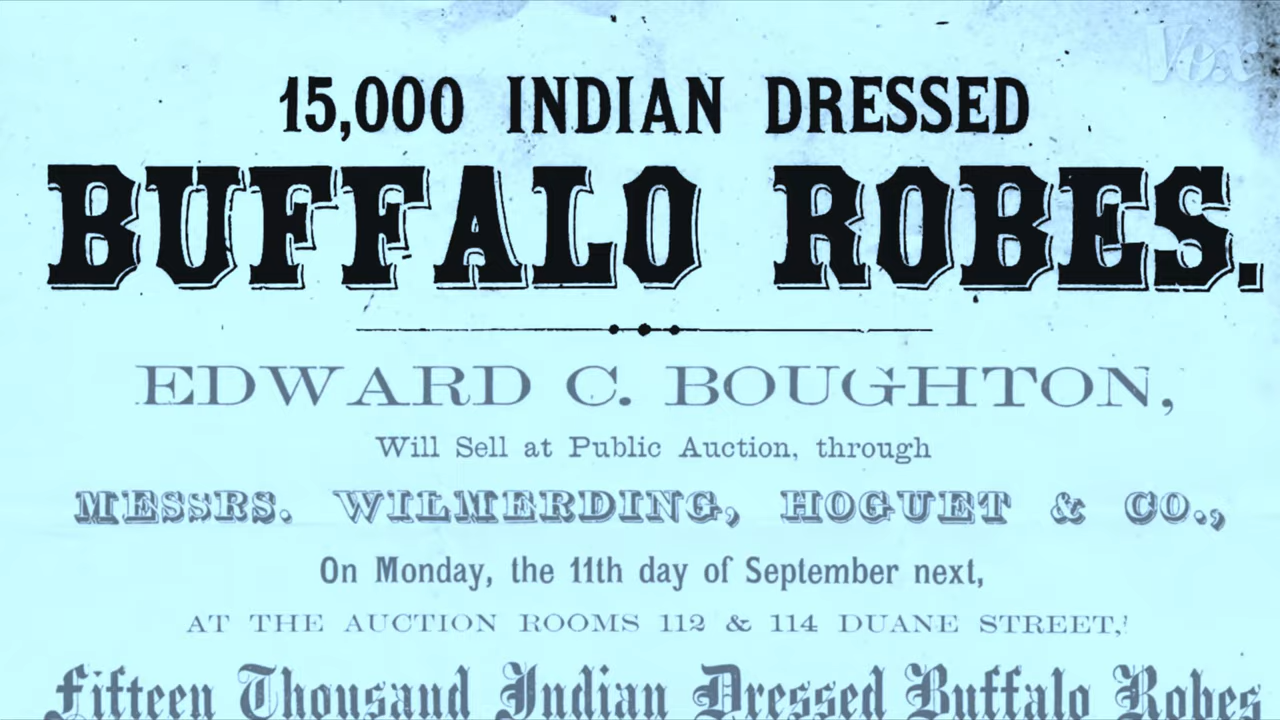 Vox
15,000 INDIAN DRESSED
BUFFALO ROBES.
EDWARD C. BOUGHTON,
Will Sell at Public Auction, through
MESSRS. WILMERDING, HOGUET & CO.,
On Monday, the 11th day of September next,
AT THE AUCTION ROOMS 112 & 114 DUANE STREET,
Fifteen Thousand Indian Dressed Buffalo Robes